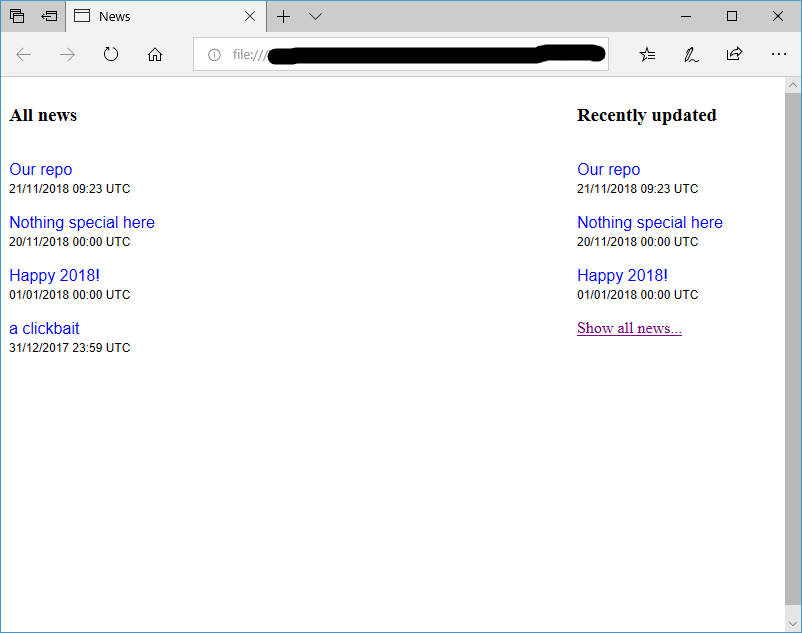 News
file:///
All news
Our repo
21/11/2018 09:23 UTC
Nothing special here
20/11/2018 00:00 UTC
Happy 2018!
01/01/2018 00:00 UTC
a clickbait
31/12/2017 23:59 UTC
Recently updated
Our repo
21/11/2018 09:23 UTC
Nothing special here
20/11/2018 00:00 UTC
Happy 2018!
01/01/2018 00:00 UTC
Show all news...